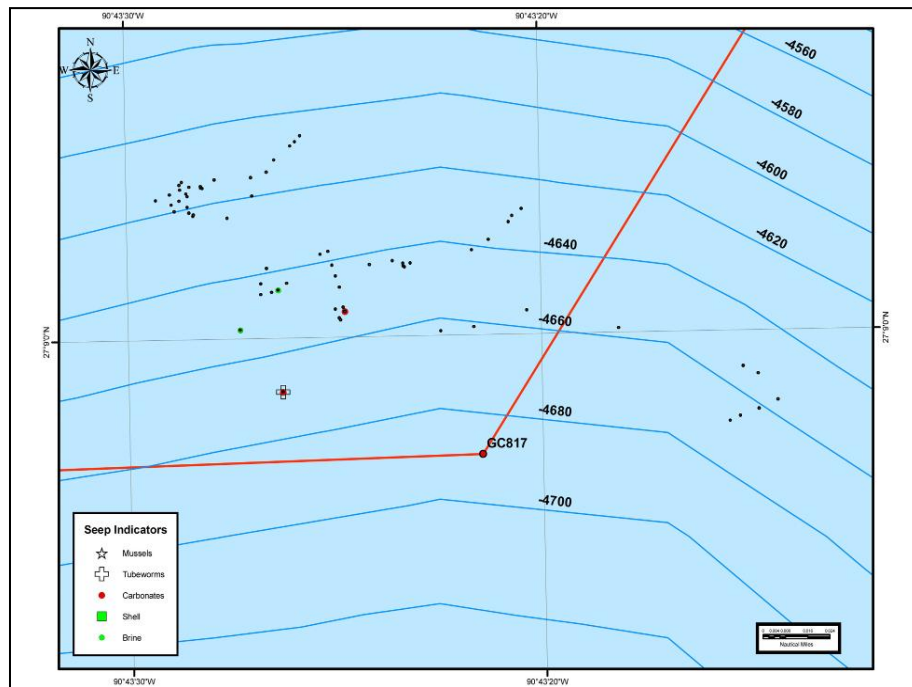 90°43'30"W 90°43'20"W
N
W E
S
-4560
-4580
-4600
-4620
-4640
-4660
27°9'0"N 27°9'0"N
-4680
GC817
-4700
Seep Indicators
Mussels
Tubeworms
Carbonates
Shell
Brine
Nautical Miles
90°43'30"W 90°43'20"W